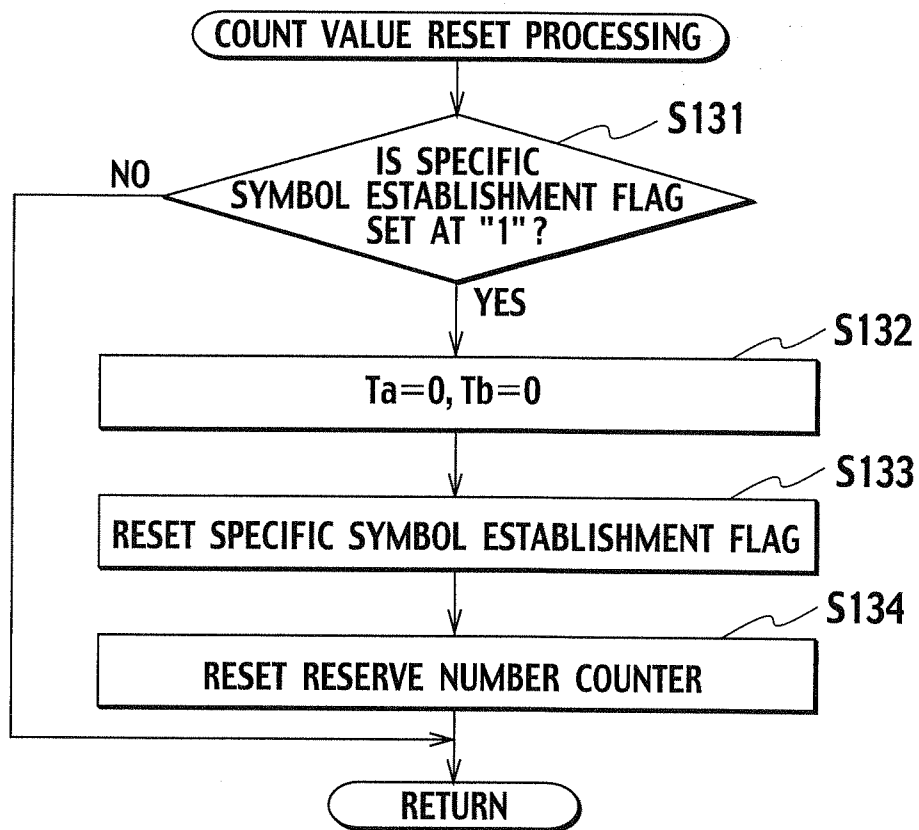 COUNT VALUE RESET PROCESSING
S131
IS SPECIFIC
SYMBOL ESTABLISHMENT FLAG
SET AT "1"?
NO
YES
S132
Ta=0, Tb=0
S133
RESET SPECIFIC SYMBOL ESTABLISHMENT FLAG
S134
RESET RESERVE NUMBER COUNTER
RETURN